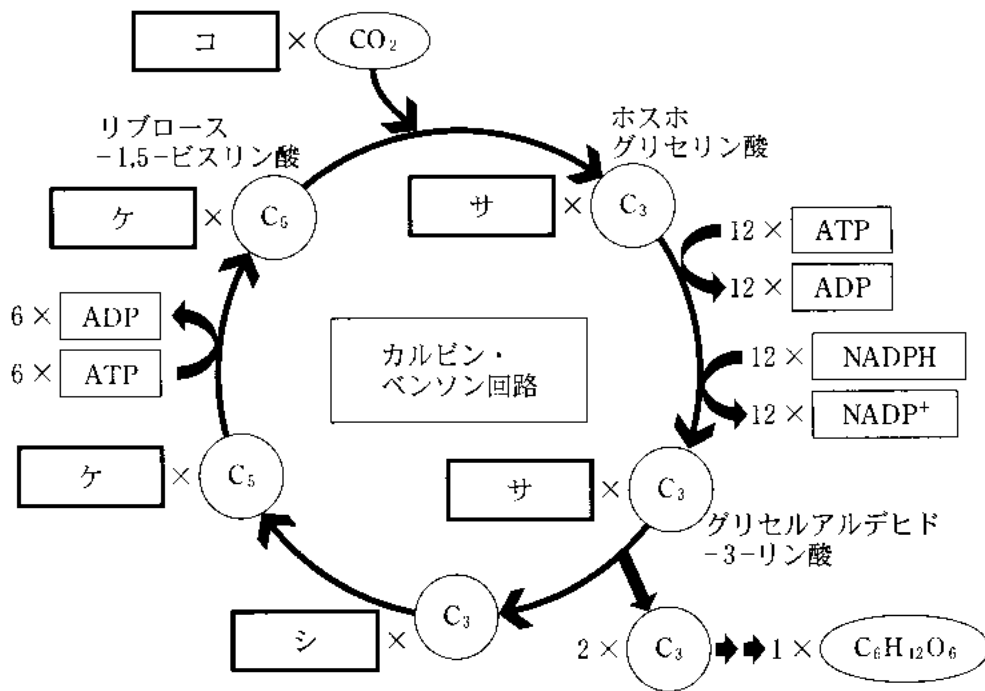 コ × CO₂
リブロース
-1,5-ビスリン酸
ホスホ
グリセリン酸
ケ × C₅
サ × C₃
12 × ATP
12 × ADP
6 × ADP
6 × ATP
カルビン・
ベンソン回路
12 × NADPH
12 × NADP⁺
ケ × C₅
サ × C₃
グリセルアルデヒド
-3-リン酸
シ × C₃
2 × C₃
1 × C₆H₁₂O₆